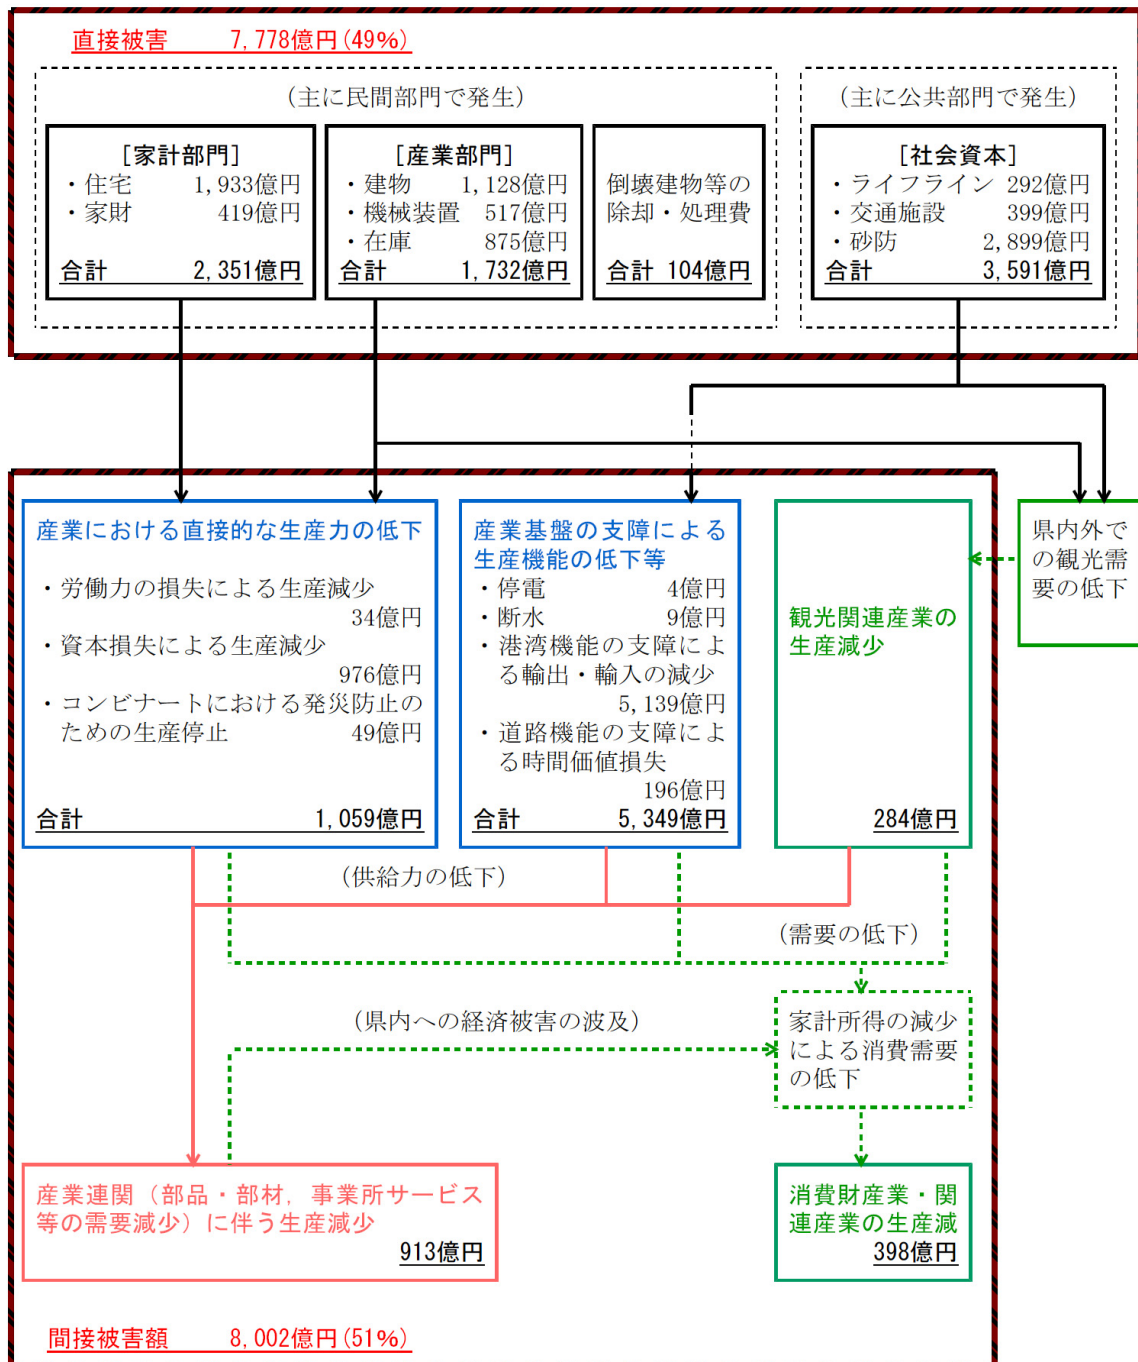 直接被害 7,778億円(49%)
(主に民間部門で発生)
(主に公共部門で発生)
[家計部門]
・住宅 1,933億円
・家財 419億円
合計 2,351億円
[産業部門]
・建物 1,128億円
・機械装置 517億円
・在庫 875億円
合計 1,732億円
倒壊建物等の
除却・処理費
合計 104億円
[社会資本]
・ライフライン 292億円
・交通施設 399億円
・砂防 2,899億円
合計 3,591億円
産業における直接的な生産力の低下
・労働力の損失による生産減少
34億円
・資本損失による生産減少
976億円
・コンビナートにおける発災防止の
ための生産停止 49億円
合計 1,059億円
産業基盤の支障による
生産機能の低下等
・停電 4億円
・断水 9億円
・港湾機能の支障によ
る輸出・輸入の減少
5,139億円
・道路機能の支障によ
る時間価値損失
196億円
合計 5,349億円
観光関連産業の
生産減少
284億円
県内外で
の観光需
要の低下
(供給力の低下)
(需要の低下)
(県内への経済被害の波及)
家計所得の減少
による消費需要
の低下
産業連関(部品・部材,事業所サービス
等の需要減少)に伴う生産減少
913億円
消費財産業・関
連産業の生産減
398億円
間接被害額 8,002億円(51%)